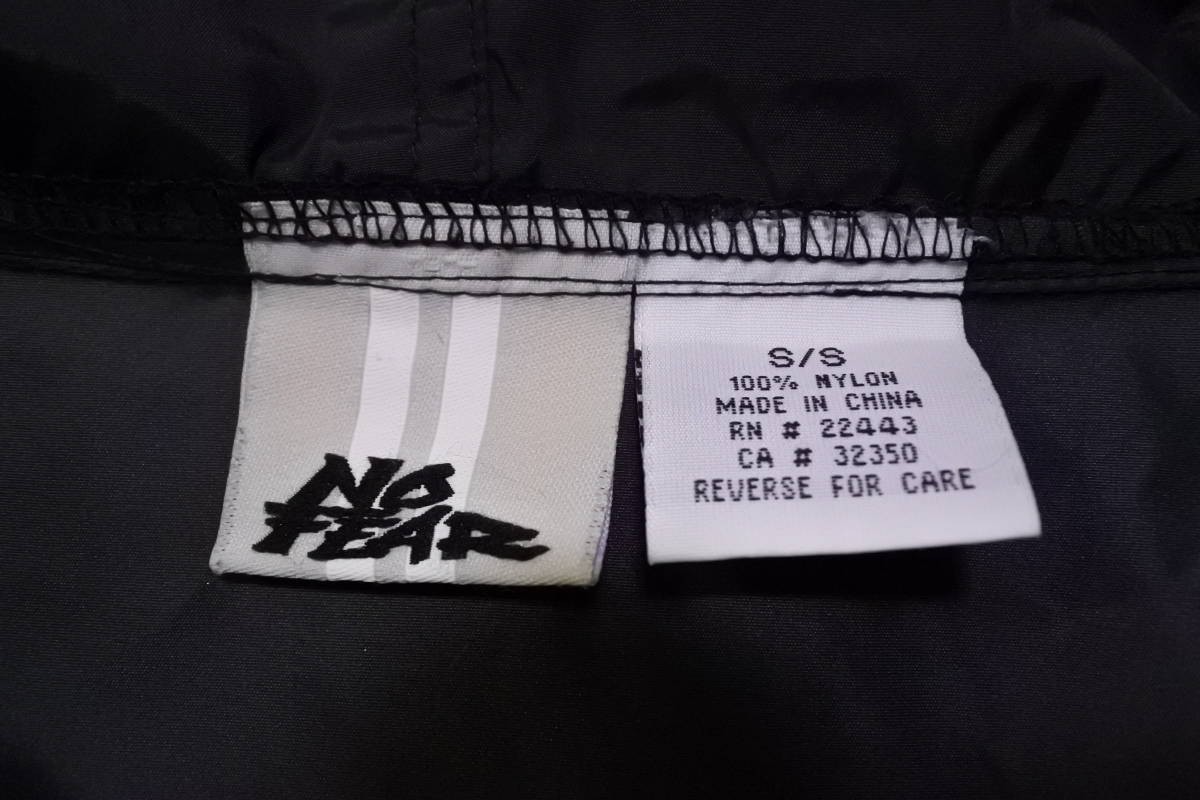 NO
FEAR
S/S
100% NYLON
MADE IN CHINA
RN # 22443
CA # 32350
REVERSE FOR CARE